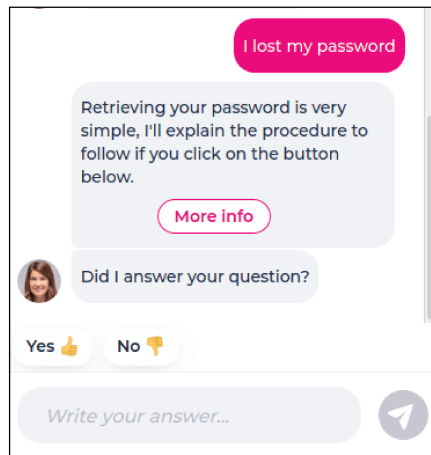 I lost my password
Retrieving your password is very
simple, I'll explain the procedure to
follow if you click on the button
below.
More info
Did I answer your question?
Yes 👍 No 👎
Write your answer...